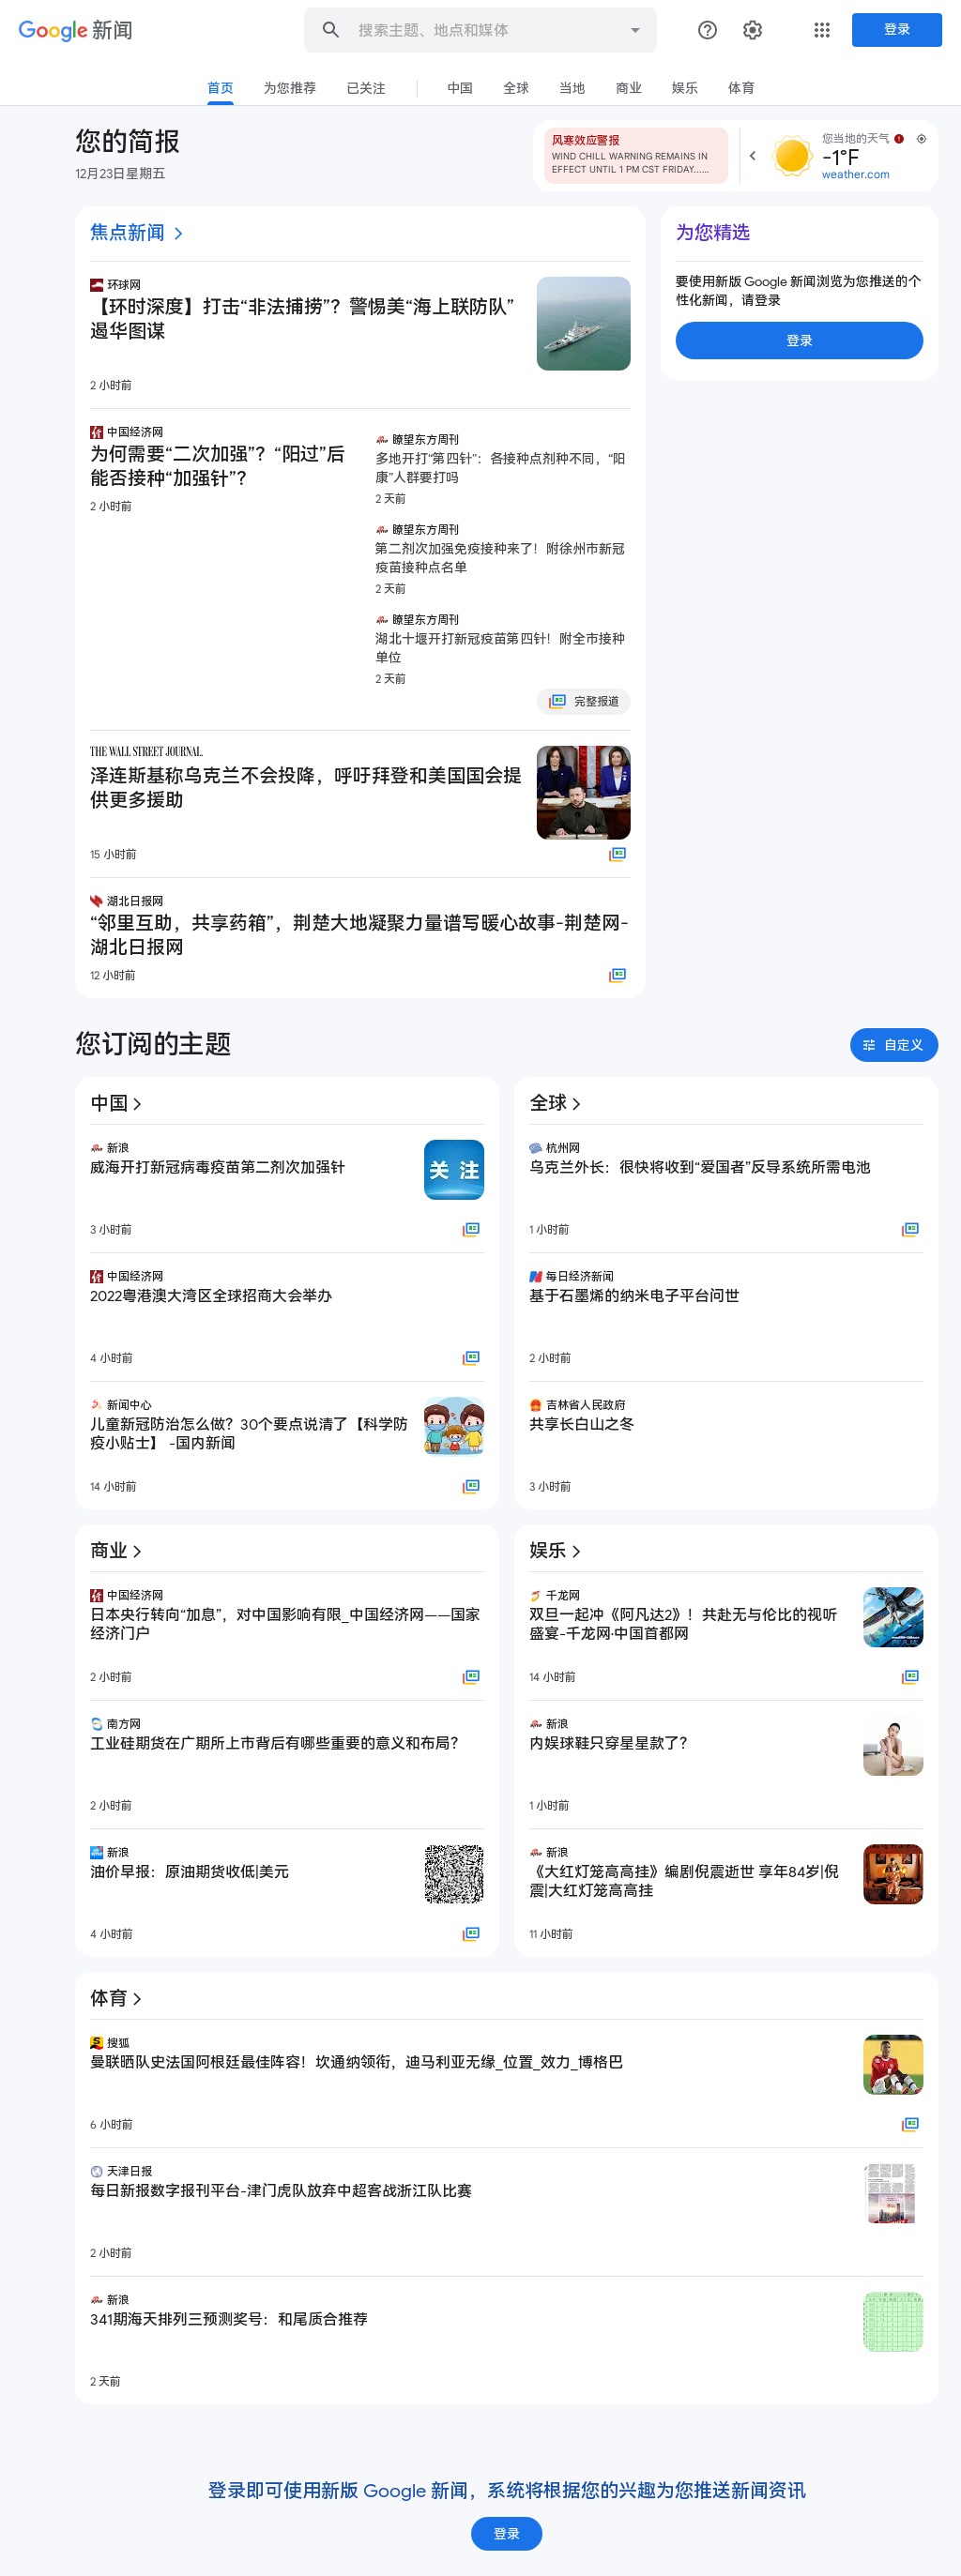 Google 新闻
搜索主题、地点和媒体
登录
首页
为您推荐
已关注
中国
全球
当地
商业
娱乐
体育
您的简报
12月23日星期五
风寒效应警报
WIND CHILL WARNING REMAINS IN
EFFECT UNTIL 1 PM CST FRIDAY......
您当地的天气
-1°F
weather.com
焦点新闻
环球网
【环时深度】打击“非法捕捞”？警惕美“海上联防队”
遏华图谋
2 小时前
中国经济网
为何需要“二次加强”？“阳过”后
能否接种“加强针”？
2 小时前
瞭望东方周刊
多地开打“第四针”：各接种点剂种不同，“阳
康”人群要打吗
2 天前
瞭望东方周刊
第二剂次加强免疫接种来了！附徐州市新冠
疫苗接种点名单
2 天前
瞭望东方周刊
湖北十堰开打新冠疫苗第四针！附全市接种
单位
2 天前
完整报道
THE WALL STREET JOURNAL.
泽连斯基称乌克兰不会投降，呼吁拜登和美国国会提
供更多援助
15 小时前
湖北日报网
“邻里互助，共享药箱”，荆楚大地凝聚力量谱写暖心故事-荆楚网-
湖北日报网
12 小时前
为您精选
要使用新版 Google 新闻浏览为您推送的个
性化新闻，请登录
登录
您订阅的主题
自定义
中国
新浪
威海开打新冠病毒疫苗第二剂次加强针
关 注
3 小时前
中国经济网
2022粤港澳大湾区全球招商大会举办
4 小时前
新闻中心
儿童新冠防治怎么做？30个要点说清了【科学防
疫小贴士】 -国内新闻
14 小时前
全球
杭州网
乌克兰外长：很快将收到“爱国者”反导系统所需电池
1 小时前
每日经济新闻
基于石墨烯的纳米电子平台问世
2 小时前
吉林省人民政府
共享长白山之冬
3 小时前
商业
中国经济网
日本央行转向“加息”，对中国影响有限_中国经济网——国家
经济门户
2 小时前
南方网
工业硅期货在广期所上市背后有哪些重要的意义和布局？
2 小时前
新浪
油价早报：原油期货收低|美元
4 小时前
娱乐
千龙网
双旦一起冲《阿凡达2》！共赴无与伦比的视听
盛宴-千龙网·中国首都网
14 小时前
新浪
内娱球鞋只穿星星款了？
1 小时前
新浪
《大红灯笼高高挂》编剧倪震逝世 享年84岁|倪
震|大红灯笼高高挂
11 小时前
体育
搜狐
曼联晒队史法国阿根廷最佳阵容！坎通纳领衔，迪马利亚无缘_位置_效力_博格巴
6 小时前
天津日报
每日新报数字报刊平台-津门虎队放弃中超客战浙江队比赛
2 小时前
新浪
341期海天排列三预测奖号：和尾质合推荐
2 天前
登录即可使用新版 Google 新闻，系统将根据您的兴趣为您推送新闻资讯
登录